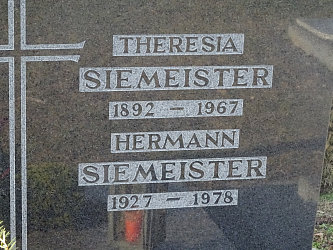 THERESIA
SIEMEISTER
1892 – 1967
HERMANN
SIEMEISTER
1927 – 1978